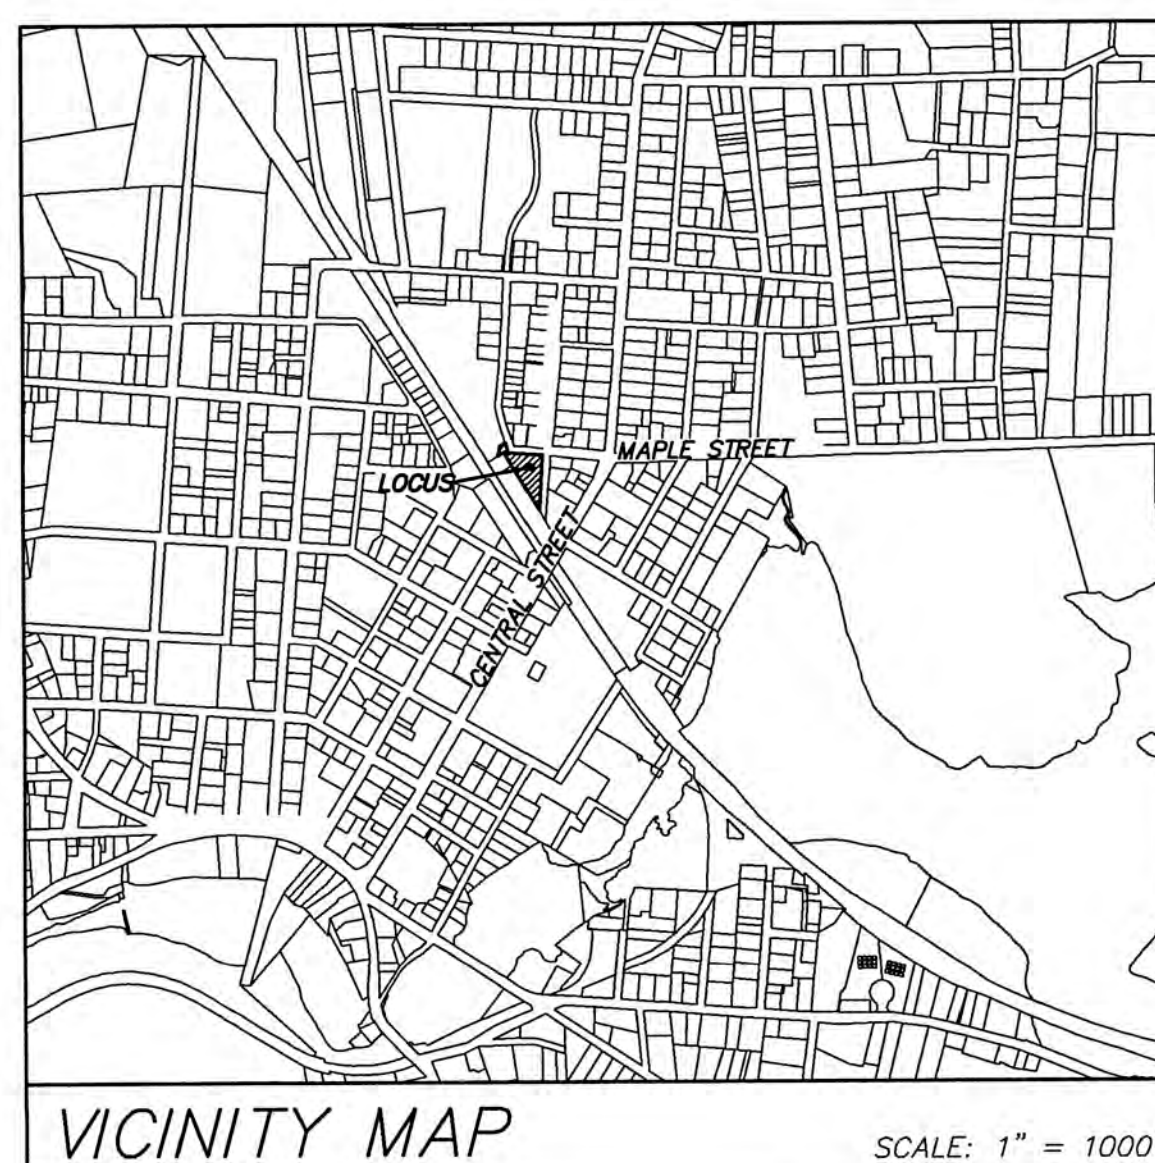 MAPLE STREET
LOCUS
CENTRAL STREET
VICINITY MAP
SCALE: 1" = 1000